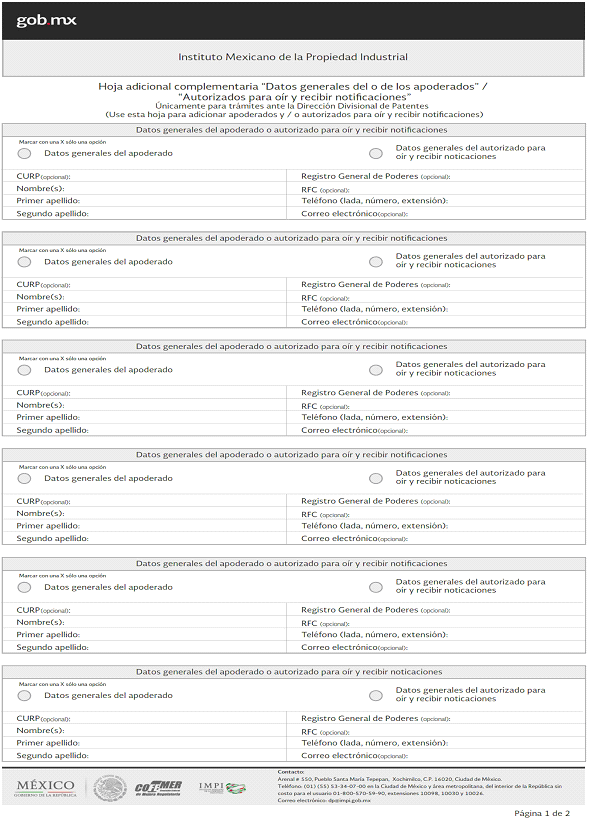 gob.mx
Instituto Mexicano de la Propiedad Industrial
Hoja adicional complementaria “Datos generales del o de los apoderados” /
“Autorizados para oír y recibir notificaciones”
Únicamente para trámites ante la Dirección Divisional de Patentes
(Use esta hoja para adicionar apoderados y / o autorizados para oír y recibir notificaciones)
Datos generales del apoderado o autorizado para oír y recibir notificaciones
Marcar con una X sólo una opción
Datos generales del apoderado
Datos generales del autorizado para
oír y recibir noticaciones
CURP(opcional): Registro General de Poderes (opcional):
Nombre(s): RFC (opcional):
Primer apellido: Teléfono (lada, número, extensión):
Segundo apellido: Correo electrónico(opcional):
Datos generales del apoderado o autorizado para oír y recibir notificaciones
Marcar con una X sólo una opción
Datos generales del apoderado
Datos generales del autorizado para
oír y recibir noticaciones
CURP(opcional): Registro General de Poderes (opcional):
Nombre(s): RFC (opcional):
Primer apellido: Teléfono (lada, número, extensión):
Segundo apellido: Correo electrónico(opcional):
Datos generales del apoderado o autorizado para oír y recibir notificaciones
Marcar con una X sólo una opción
Datos generales del apoderado
Datos generales del autorizado para
oír y recibir noticaciones
CURP(opcional): Registro General de Poderes (opcional):
Nombre(s): RFC (opcional):
Primer apellido: Teléfono (lada, número, extensión):
Segundo apellido: Correo electrónico(opcional):
Datos generales del apoderado o autorizado para oír y recibir notificaciones
Marcar con una X sólo una opción
Datos generales del apoderado
Datos generales del autorizado para
oír y recibir noticaciones
CURP(opcional): Registro General de Poderes (opcional):
Nombre(s): RFC (opcional):
Primer apellido: Teléfono (lada, número, extensión):
Segundo apellido: Correo electrónico(opcional):
Datos generales del apoderado o autorizado para oír y recibir notificaciones
Marcar con una X sólo una opción
Datos generales del apoderado
Datos generales del autorizado para
oír y recibir noticaciones
CURP(opcional): Registro General de Poderes (opcional):
Nombre(s): RFC (opcional):
Primer apellido: Teléfono (lada, número, extensión):
Segundo apellido: Correo electrónico(opcional):
Datos generales del apoderado o autorizado para oír y recibir noticaciones
Marcar con una X sólo una opción
Datos generales del apoderado
Datos generales del autorizado para
oír y recibir noticaciones
CURP(opcional): Registro General de Poderes (opcional):
Nombre(s): RFC (opcional):
Primer apellido: Teléfono (lada, número, extensión):
Segundo apellido: Correo electrónico(opcional):
MÉXICO
GOBIERNO DE LA REPÚBLICA
COFEMER
de Mejora Regulatoria
IMPI
Contacto:
Arenal # 550, Pueblo Santa María Tepepan, Xochimilco, C.P. 16020, Ciudad de México.
Teléfono: (01) (55) 53-34-07-00 en Ciudad de México y área metropolitana, del interior de la República sin
costo para el usuario 01-800-570-59-90, extensiones 10098, 10030 y 10026.
Correo electrónico: dp@impi.gob.mx
Página 1 de 2